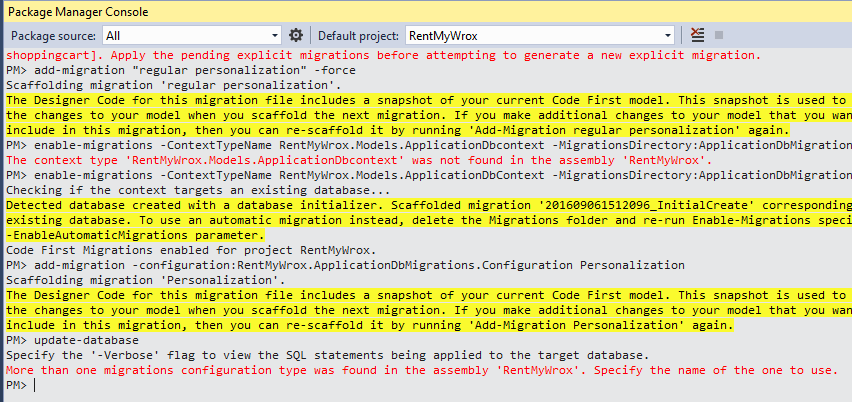 Package Manager Console
Package source: All Default project: RentMyWrox
shoppingcart]. Apply the pending explicit migrations before attempting to generate a new explicit migration.
PM> add-migration "regular personalization" -force
Scaffolding migration 'regular personalization'.
The Designer Code for this migration file includes a snapshot of your current Code First model. This snapshot is used to
the changes to your model when you scaffold the next migration. If you make additional changes to your model that you wan
include in this migration, then you can re-scaffold it by running 'Add-Migration regular personalization' again.
PM> enable-migrations -ContextTypeName RentMyWrox.Models.ApplicationDbcontext -MigrationsDirectory:ApplicationDbMigration
The context type 'RentMyWrox.Models.ApplicationDbcontext' was not found in the assembly 'RentMyWrox'.
PM> enable-migrations -ContextTypeName RentMyWrox.Models.ApplicationDbContext -MigrationsDirectory:ApplicationDbMigration
Checking if the context targets an existing database...
Detected database created with a database initializer. Scaffolded migration '201609061512096_InitialCreate' corresponding
existing database. To use an automatic migration instead, delete the Migrations folder and re-run Enable-Migrations speci
-EnableAutomaticMigrations parameter.
Code First Migrations enabled for project RentMyWrox.
PM> add-migration -configuration:RentMyWrox.ApplicationDbMigrations.Configuration Personalization
Scaffolding migration 'Personalization'.
The Designer Code for this migration file includes a snapshot of your current Code First model. This snapshot is used to
the changes to your model when you scaffold the next migration. If you make additional changes to your model that you wan
include in this migration, then you can re-scaffold it by running 'Add-Migration Personalization' again.
PM> update-database
Specify the '-Verbose' flag to view the SQL statements being applied to the target database.
More than one migrations configuration type was found in the assembly 'RentMyWrox'. Specify the name of the one to use.
PM>